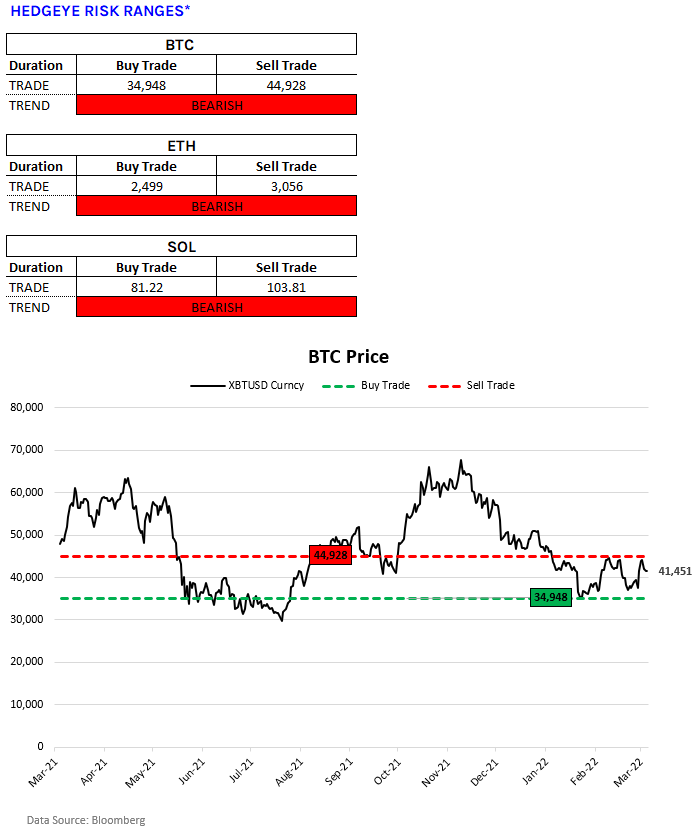 HEDGEYE RISK RANGES*
BTC
Duration Buy Trade Sell Trade
TRADE 34,948 44,928
TREND BEARISH
ETH
Duration Buy Trade Sell Trade
TRADE 2,499 3,056
TREND BEARISH
SOL
Duration Buy Trade Sell Trade
TRADE 81.22 103.81
TREND BEARISH
BTC Price
XBTUSD Curncy Buy Trade Sell Trade
80,000
70,000
60,000
50,000
44,928
40,000
41,451
34,948
30,000
20,000
10,000
0
Mar-21 Apr-21 May-21 Jun-21 Jul-21 Aug-21 Sep-21 Oct-21 Nov-21 Dec-21 Jan-22 Feb-22 Mar-22
Data Source: Bloomberg